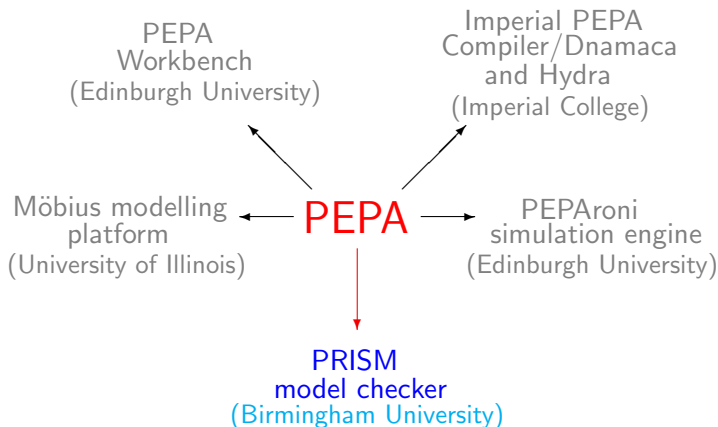 PEPA
Workbench
(Edinburgh University)
Imperial PEPA
Compiler/Dnamaca
and Hydra
(Imperial College)
Möbius modelling
platform
(University of Illinois)
PEPA
PEPAroni
simulation engine
(Edinburgh University)
PRISM
model checker
(Birmingham University)